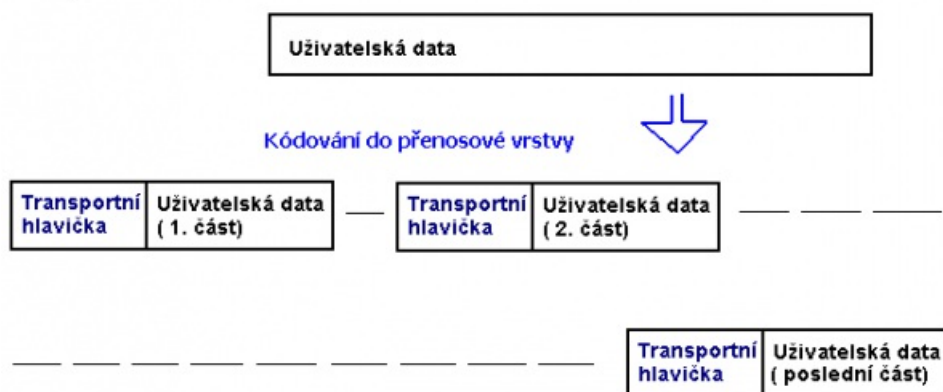 Uživatelská data
Kódování do přenosové vrstvy
Transportní hlavička
Uživatelská data ( 1. část)
Transportní hlavička
Uživatelská data ( 2. část)
Transportní hlavička
Uživatelská data ( poslední část)